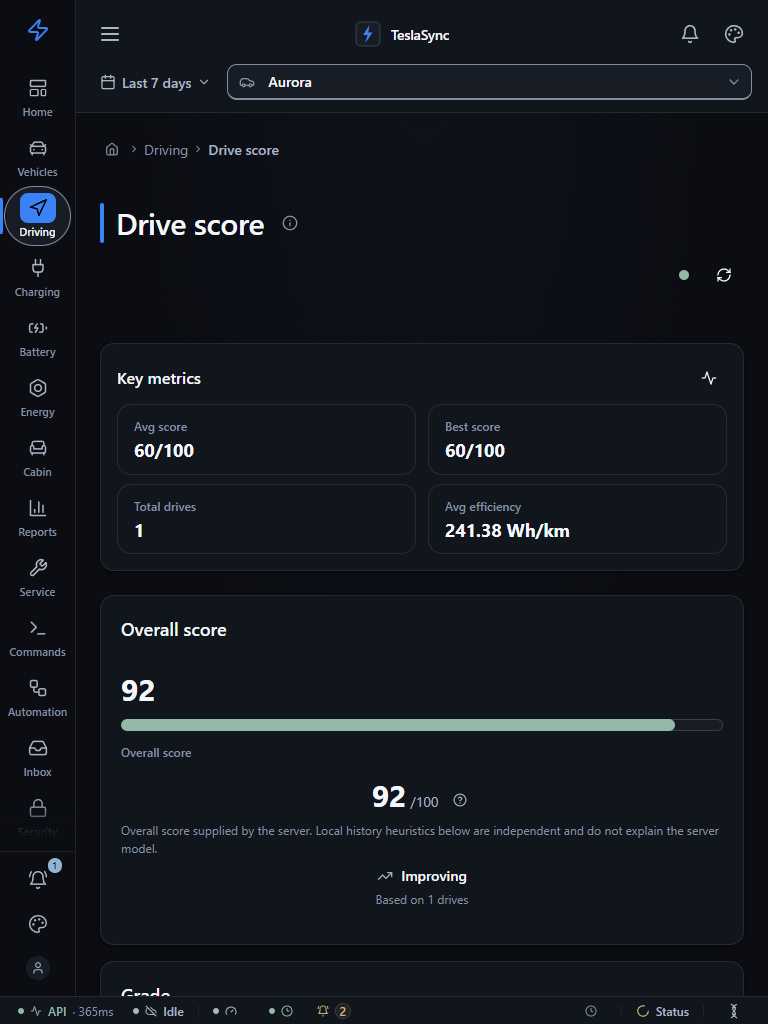 TeslaSync
Last 7 days
Aurora
Home
Vehicles
Driving
Charging
Battery
Energy
Cabin
Reports
Service
Commands
Automation
Inbox
Security
1
Driving > Drive score
Drive score
Key metrics
Avg score
60/100
Best score
60/100
Total drives
1
Avg efficiency
241.38 Wh/km
Overall score
92
Overall score
92 /100
Overall score supplied by the server. Local history heuristics below are independent and do not explain the server
model.
Improving
Based on 1 drives
Grade
API · 365ms
Idle
2
Status